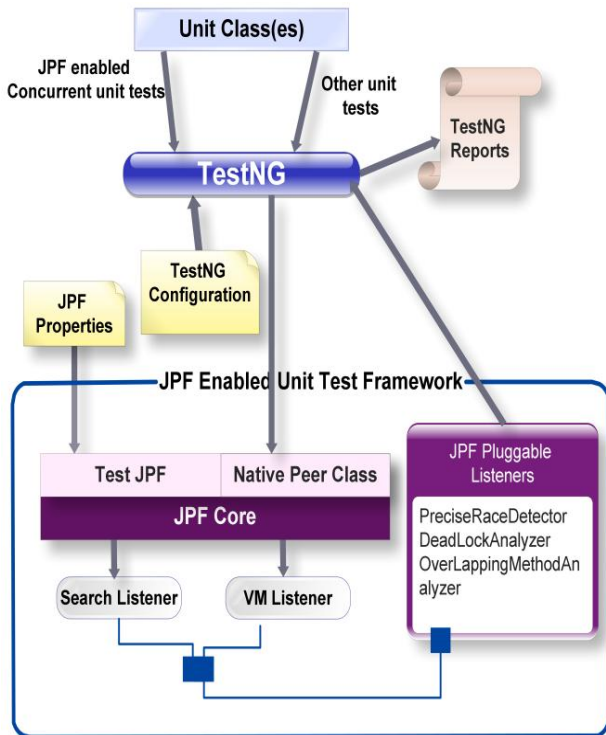 Unit Class(es)
JPF enabled
Concurrent unit tests
Other unit
tests
TestNG
Reports
TestNG
TestNG
Configuration
JPF
Properties
JPF Enabled Unit Test Framework
JPF Pluggable
Listeners
Test JPF
Native Peer Class
JPF Core
PreciseRaceDetector
DeadLockAnalyzer
OverLappingMethodAn
alyzer
Search Listener
VM Listener